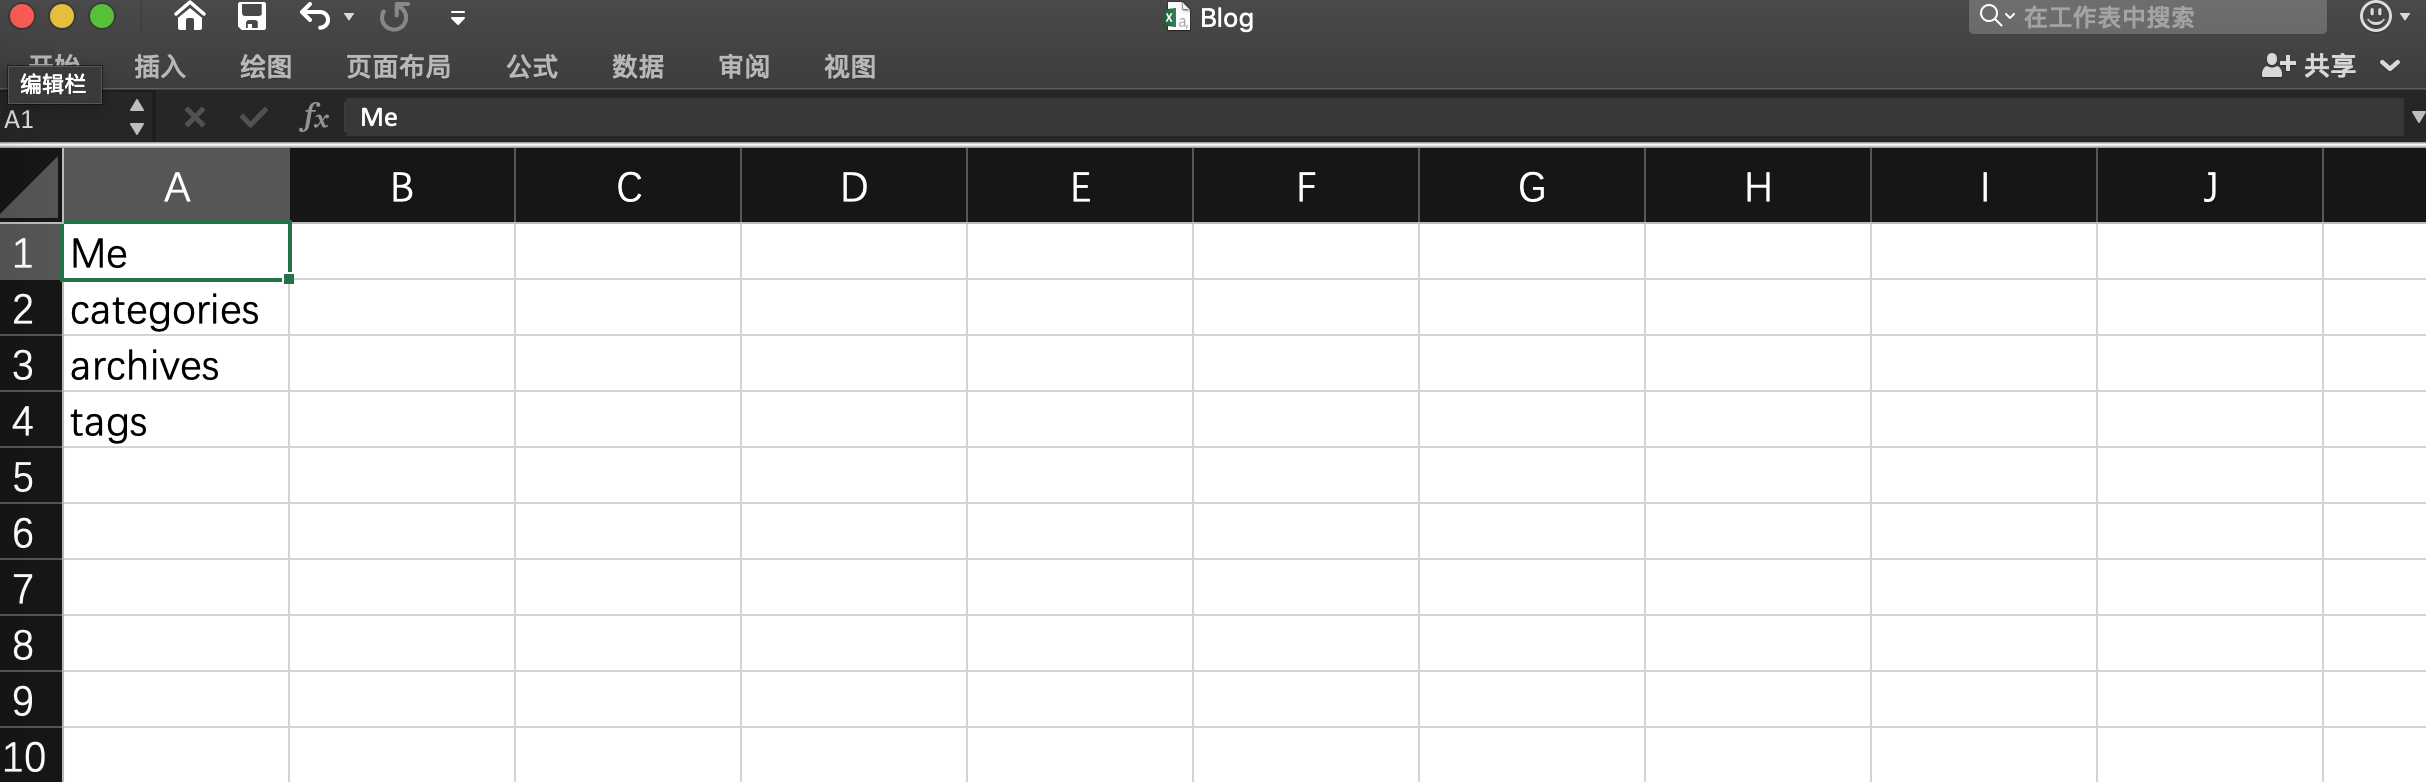 Blog
在工作表中搜索
开始 插入 绘图 页面布局 公式 数据 审阅 视图 共享
编辑栏
A1 fx Me
A B C D E F G H I J
1 Me
2 categories
3 archives
4 tags
5
6
7
8
9
10